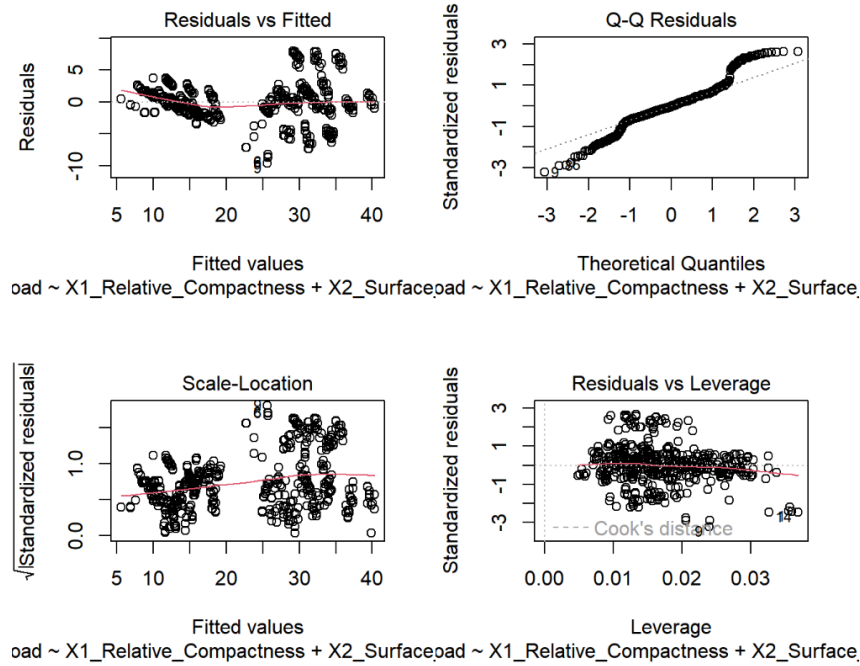 Residuals vs Fitted
Residuals
5
0
-10
5 10 20 30 40
Fitted values
oad ~ X1_Relative_Compactness + X2_Surface
Q-Q Residuals
Standardized residuals
3
1
-1
-3
9
-3 -2 -1 0 1 2 3
Theoretical Quantiles
oad ~ X1_Relative_Compactness + X2_Surface_
Scale-Location
√|Standardized residuals|
1.0
0.0
5 10 20 30 40
Fitted values
oad ~ X1_Relative_Compactness + X2_Surface
Residuals vs Leverage
Standardized residuals
3
1
-1
-3
Cook's distance
9
14
0.00 0.01 0.02 0.03
Leverage
oad ~ X1_Relative_Compactness + X2_Surface_